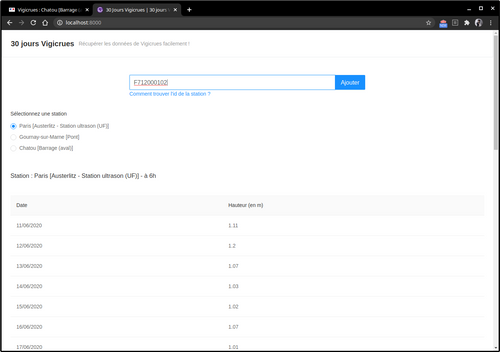 Vigicrues : Chatou [Barrage (
30 jours Vigicrues | 30 jours
localhost:3000
30 jours Vigicrues Récupérer les données de Vigicrues facilement !
F712000102 Ajouter
Comment trouver l'id de la station ?
Sélectionnez une station
Paris [Austerlitz - Station ultrason (UF)]
Gournay-sur-Marne [Pont]
Chatou [Barrage (aval)]
Station : Paris [Austerlitz - Station ultrason (UF)] - à 6h
Date Hauteur (en m)
11/06/2020 1.11
12/06/2020 1.2
13/06/2020 1.07
14/06/2020 1.03
15/06/2020 1.02
16/06/2020 1.07
17/06/2020 1.01